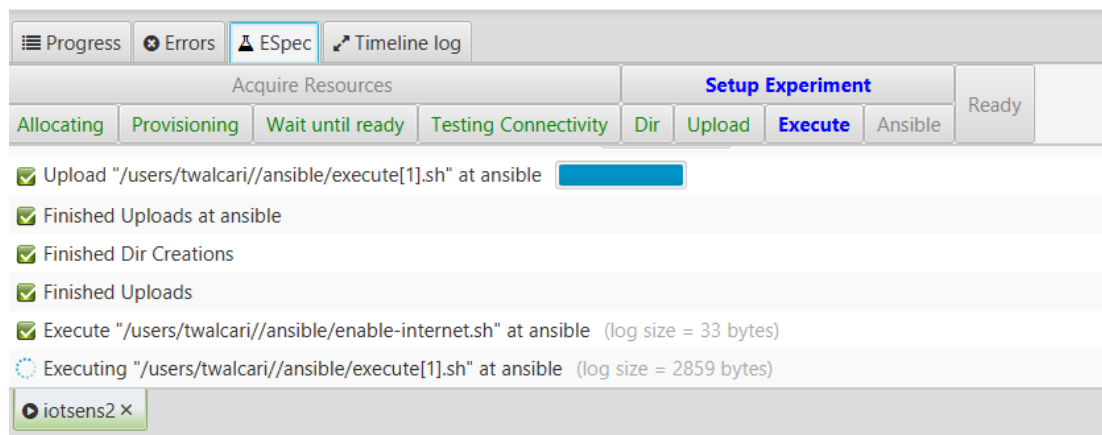 Progress Errors ESpec Timeline log
Acquire Resources Setup Experiment Ready
Allocating Provisioning Wait until ready Testing Connectivity Dir Upload Execute Ansible
Upload "/users/twalcari//ansible/execute[1].sh" at ansible
Finished Uploads at ansible
Finished Dir Creations
Finished Uploads
Execute "/users/twalcari//ansible/enable-internet.sh" at ansible (log size = 33 bytes)
Executing "/users/twalcari//ansible/execute[1].sh" at ansible (log size = 2859 bytes)
iotsens2